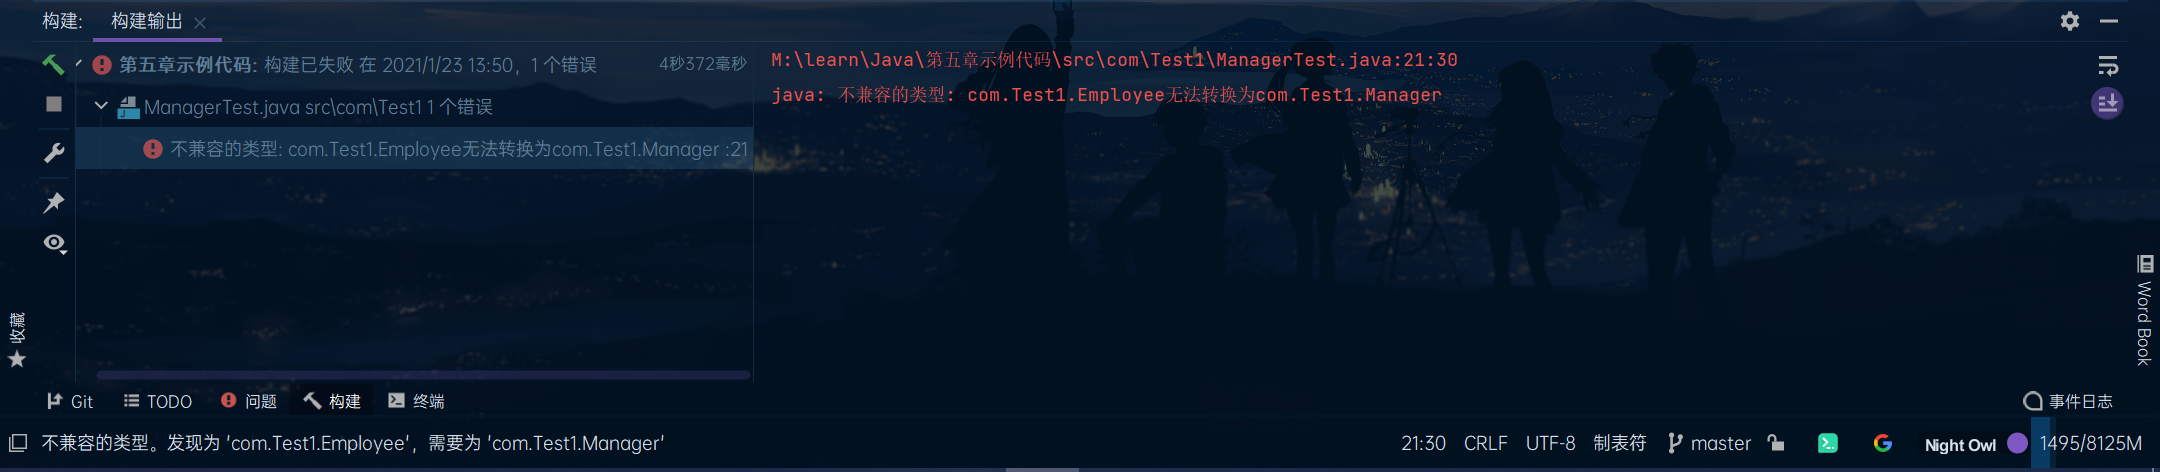 构建: 构建输出
第五章示例代码: 构建已失败 在 2021/1/23 13:50, 1 个错误 4秒372毫秒
ManagerTest.java src\com\Test1 1 个错误
不兼容的类型: com.Test1.Employee无法转换为com.Test1.Manager :21
M:\learn\Java\第五章示例代码\src\com\Test1\ManagerTest.java:21:30
java: 不兼容的类型: com.Test1.Employee无法转换为com.Test1.Manager
收藏
Word Book
Git TODO 问题 构建 终端 事件日志
不兼容的类型。发现为 'com.Test1.Employee'，需要为 'com.Test1.Manager' 21:30 CRLF UTF-8 制表符 master Night Owl 1495/8125M